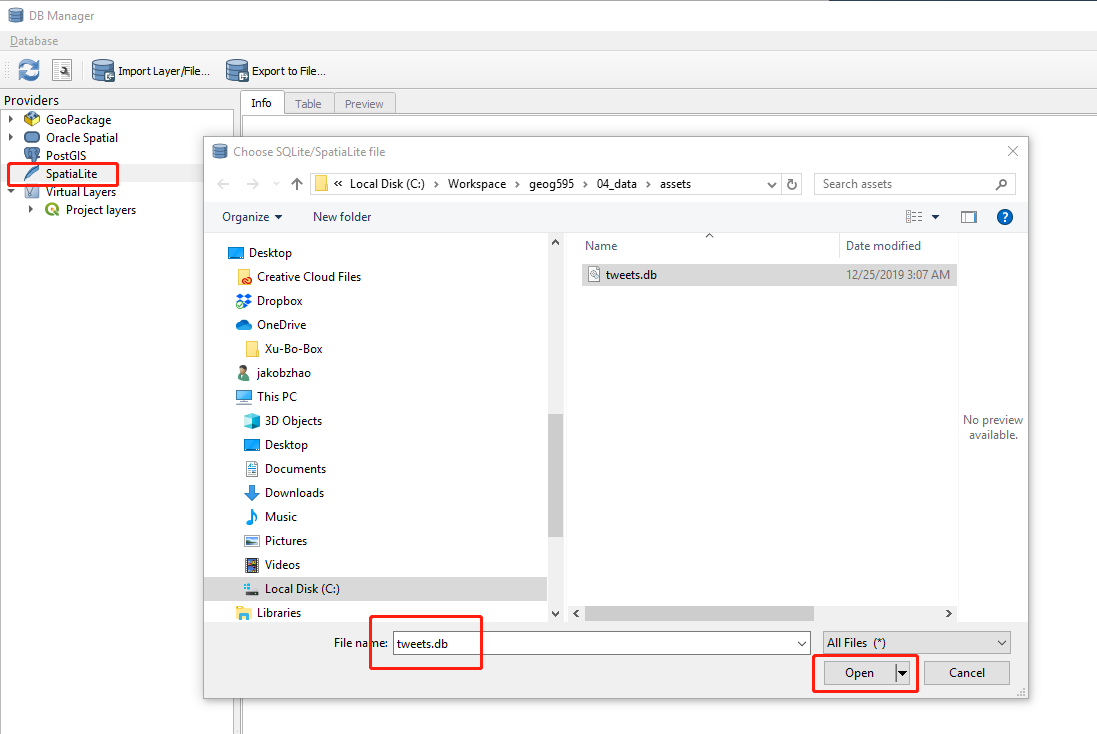 DB Manager
Database
Import Layer/File... Export to File...
Providers
Info Table Preview
GeoPackage
Oracle Spatial
PostGIS
SpatiaLite
Virtual Layers
Project layers
Choose SQLite/SpatiaLite file
« Local Disk (C:) > Workspace > geog595 > 04_data > assets
Search assets
Organize New folder
?
Desktop
Creative Cloud Files
Dropbox
OneDrive
Xu-Bo-Box
jakobzhao
This PC
3D Objects
Desktop
Documents
Downloads
Music
Pictures
Videos
Local Disk (C:)
Libraries
Name Date modified
tweets.db 12/25/2019 3:07 AM
No preview
available.
File name: tweets.db All Files (*)
Open Cancel